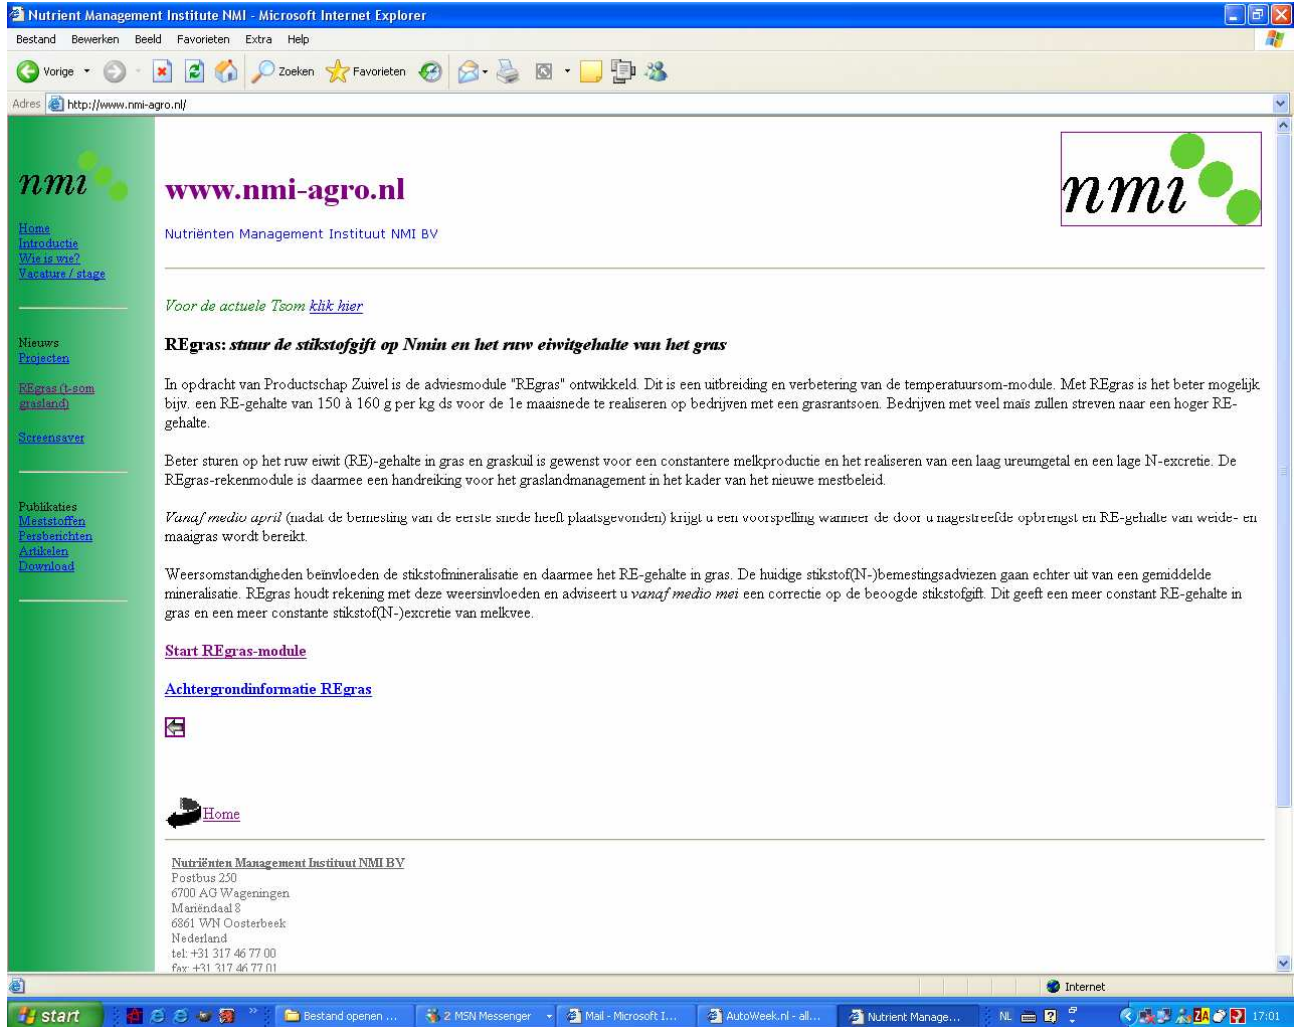 Nutrient Management Institute NMI - Microsoft Internet Explorer
Bestand Bewerken Beeld Favorieten Extra Help
Vorige Zoeken Favorieten
Adres http://www.nmi-agro.nl/
nmi
Home
Introductie
Wie is wie?
Vacature / stage
Nieuws
Projecten
REgras (t-som
grasland)
Screensaver
Publikaties
Meststoffen
Persberichten
Artikelen
Download
www.nmi-agro.nl
nmi
Nutriënten Management Instituut NMI BV
Voor de actuele Tsom klik hier
REgras: stuur de stikstofgift op Nmin en het ruw eiwitgehalte van het gras
In opdracht van Productschap Zuivel is de adviesmodule "REgras" ontwikkeld. Dit is een uitbreiding en verbetering van de temperatuursom-module. Met REgras is het beter mogelijk
bijv. een RE-gehalte van 150 à 160 g per kg ds voor de 1e maaisnede te realiseren op bedrijven met een grasrantsoen. Bedrijven met veel maïs zullen streven naar een hoger RE-
gehalte.
Beter sturen op het ruw eiwit (RE)-gehalte in gras en graskuil is gewenst voor een constantere melkproductie en het realiseren van een laag ureumgetal en een lage N-excretie. De
REgras-rekenmodule is daarmee een handreiking voor het graslandmanagement in het kader van het nieuwe mestbeleid.
Vanaf medio april (nadat de bemesting van de eerste snede heeft plaatsgevonden) krijgt u een voorspelling wanneer de door u nagestreefde opbrengst en RE-gehalte van weide- en
maaigras wordt bereikt.
Weersomstandigheden beïnvloeden de stikstofmineralisatie en daarmee het RE-gehalte in gras. De huidige stikstof(N-)bemestingsadviezen gaan echter uit van een gemiddelde
mineralisatie. REgras houdt rekening met deze weersinvloeden en adviseert u vanaf medio mei een correctie op de beoogde stikstofgift. Dit geeft een meer constant RE-gehalte in
gras en een meer constante stikstof(N-)excretie van melkvee.
Start REgras-module
Achtergrondinformatie REgras
Home
Nutriënten Management Instituut NMI BV
Postbus 250
6700 AG Wageningen
Mariëndaal 8
6861 WN Oosterbeek
Nederland
tel: +31 317 46 77 00
fax: +31 317 46 77 01
Internet
start Bestand openen ... 2 MSN Messenger Mail - Microsoft I... AutoWeek.nl - all... Nutrient Manage... NL 17:01